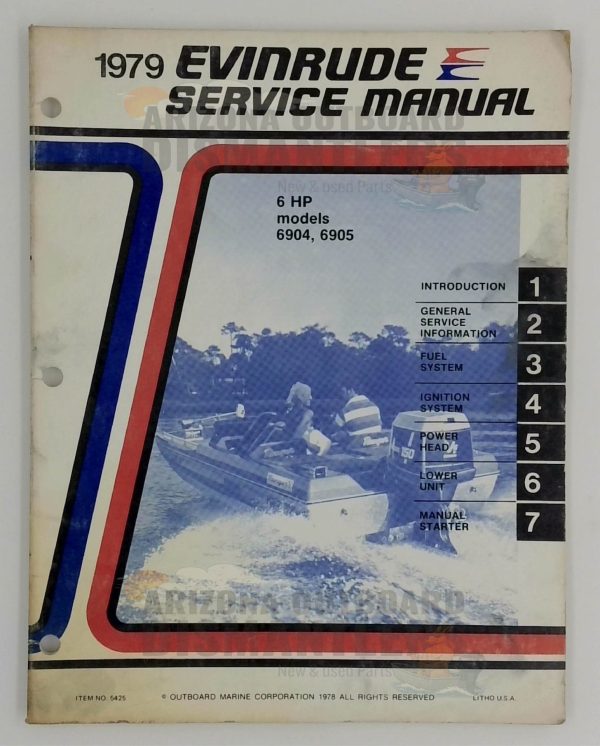 1979 EVINRUDE
SERVICE MANUAL
ARIZONA OUTBOARD
DISMANTLERS
New & Used Parts
6 HP
models
6904, 6905
INTRODUCTION 1
GENERAL
SERVICE
INFORMATION 2
FUEL
SYSTEM 3
IGNITION
SYSTEM 4
POWER
HEAD 5
LOWER
UNIT 6
MANUAL
STARTER 7
150
ARIZONA OUTBOARD
DISMANTLERS
New & Used Parts
ITEM NO. 5425 © OUTBOARD MARINE CORPORATION 1978 ALL RIGHTS RESERVED LITHO U.S.A.